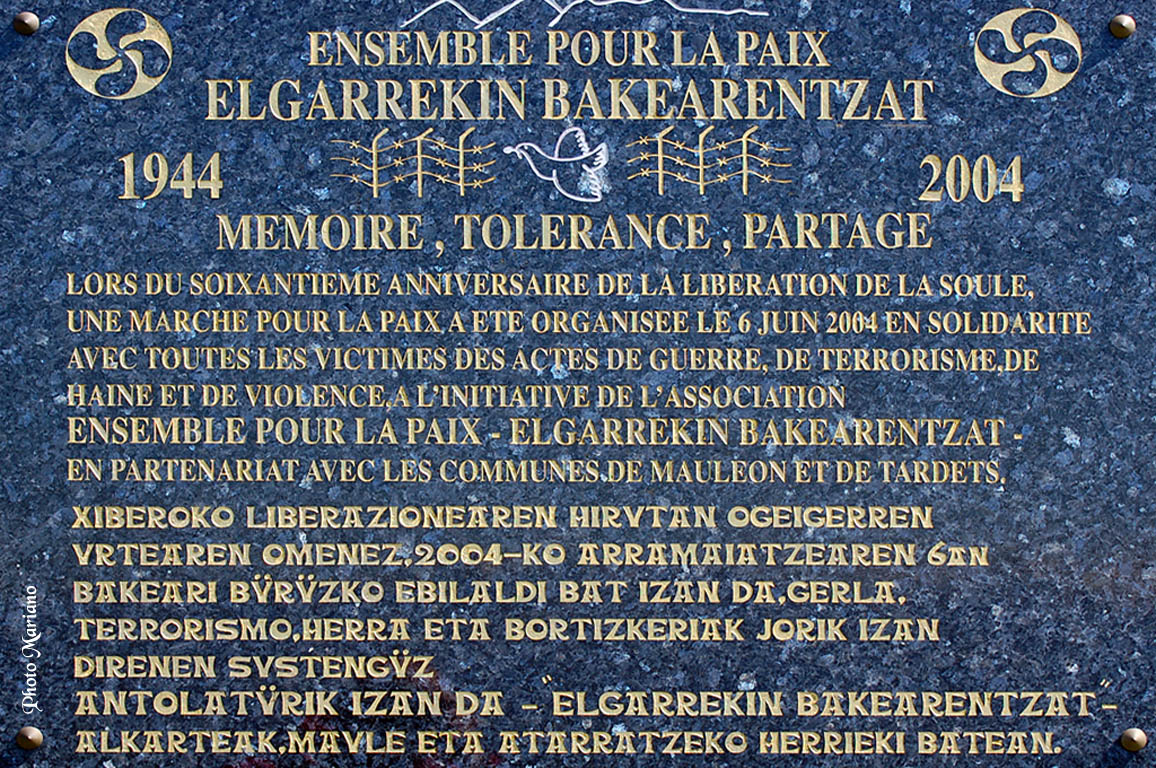 ENSEMBLE POUR LA PAIX
ELGARREKIN BAKEARENTZAT
1944 2004
MEMOIRE , TOLERANCE , PARTAGE
LORS DU SOIXANTIEME ANNIVERSAIRE DE LA LIBERATION DE LA SOULE,
UNE MARCHE POUR LA PAIX A ETE ORGANISEE LE 6 JUIN 2004 EN SOLIDARITE
AVEC TOUTES LES VICTIMES DES ACTES DE GUERRE, DE TERRORISME,DE
HAINE ET DE VIOLENCE,A L'INITIATIVE DE L'ASSOCIATION
ENSEMBLE POUR LA PAIX - ELGARREKIN BAKEARENTZAT -
EN PARTENARIAT AVEC LES COMMUNES DE MAULEON ET DE TARDETS.
XIBEROKO LIBERAZIONEAREN HIRVTAN OGEIGERREN
VRTEAREN OMENEZ,2004-KO ARRAMAIATZEAREN 6AN
BAKEARI BŸRŸZKO EBILALDI BAT IZAN DA,GERLA,
TERRORISMO,HERRA ETA BORTIZKERIAK JORIK IZAN
DIRENEN SVSTENGŸZ
ANTOLATŸRIK IZAN DA - "ELGARREKIN BAKEARENTZAT"-
ALKARTEAK,MAVLE ETA ATARRATZEKO HERRIEKI BATEAN.
Photo Mariano